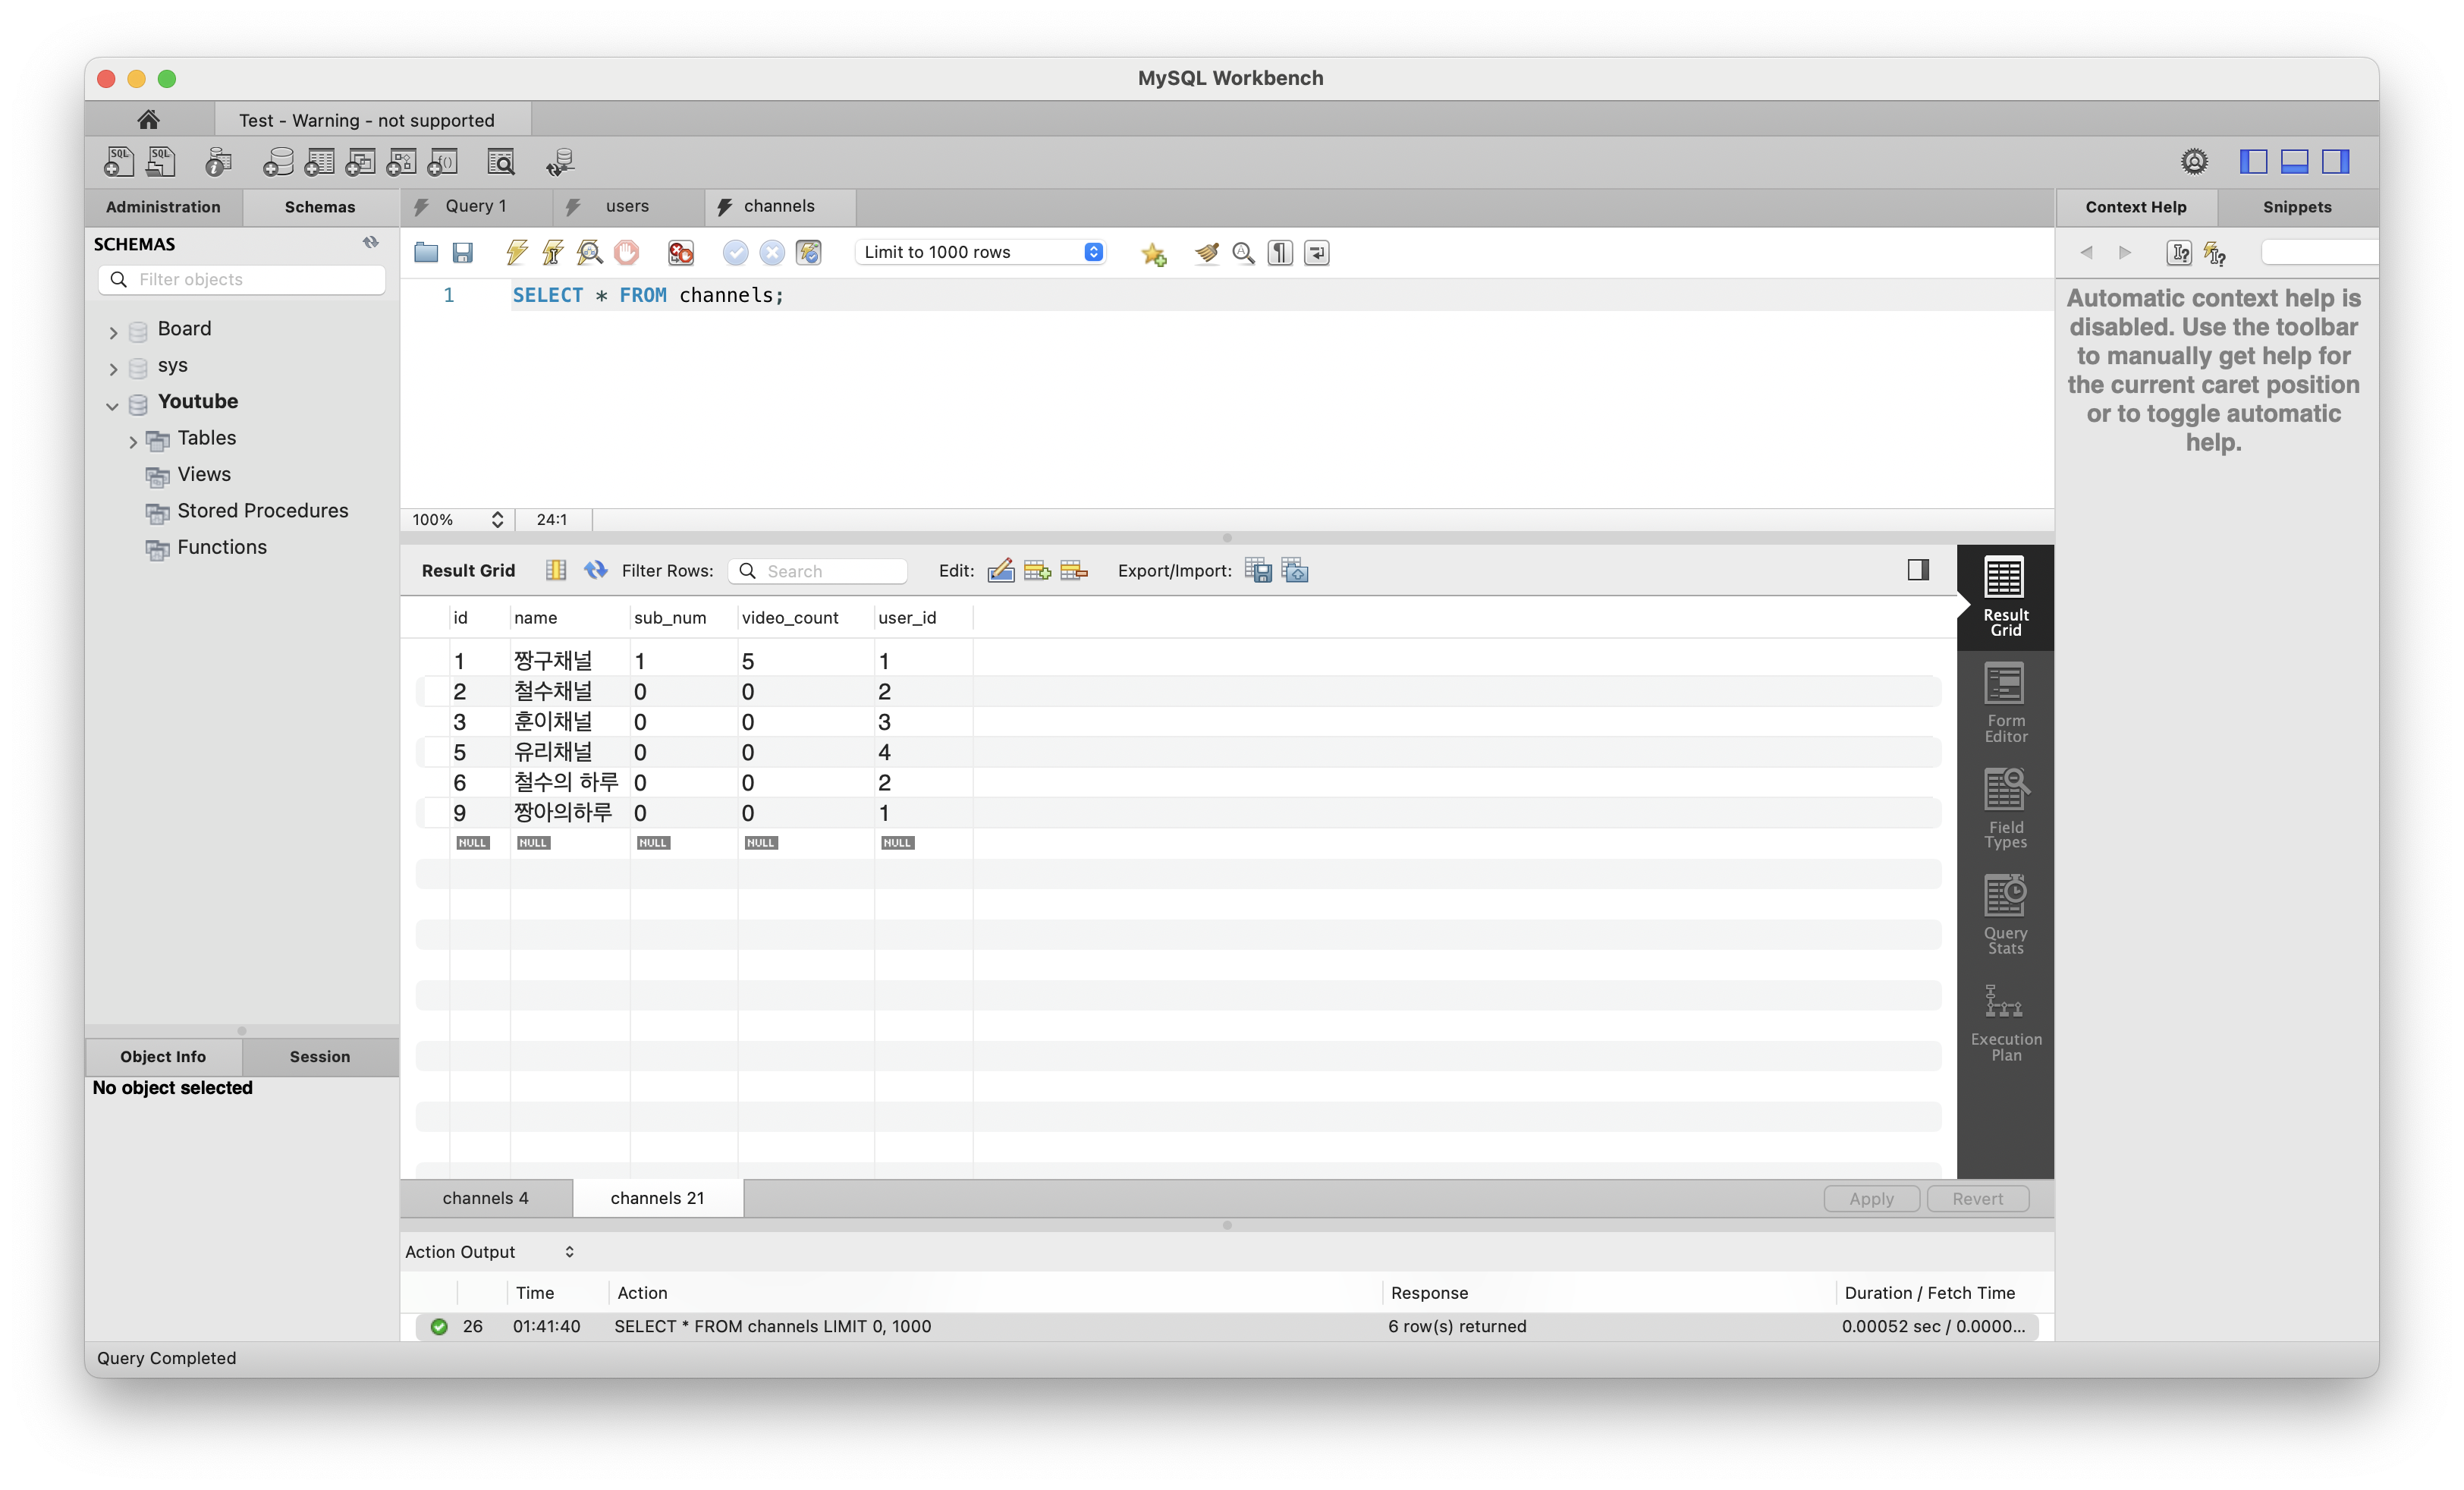 MySQL Workbench
Test - Warning - not supported
Administration Schemas
SCHEMAS
Filter objects
Board
sys
Youtube
Tables
Views
Stored Procedures
Functions
Object Info Session
No object selected
Query 1 users channels
Limit to 1000 rows
1 SELECT * FROM channels;
100% 24:1
Result Grid Filter Rows: Search Edit: Export/Import:
id name sub_num video_count user_id
1 짱구채널 1 5 1
2 철수채널 0 0 2
3 훈이채널 0 0 3
5 유리채널 0 0 4
6 철수의 하루 0 0 2
9 짱아의하루 0 0 1
NULL NULL NULL NULL NULL
Result
Grid
Form
Editor
Field
Types
Query
Stats
Execution
Plan
channels 4 channels 21 Apply Revert
Action Output
Time Action Response Duration / Fetch Time
26 01:41:40 SELECT * FROM channels LIMIT 0, 1000 6 row(s) returned 0.00052 sec / 0.0000...
Context Help Snippets
Automatic context help is
disabled. Use the toolbar
to manually get help for
the current caret position
or to toggle automatic
help.
Query Completed